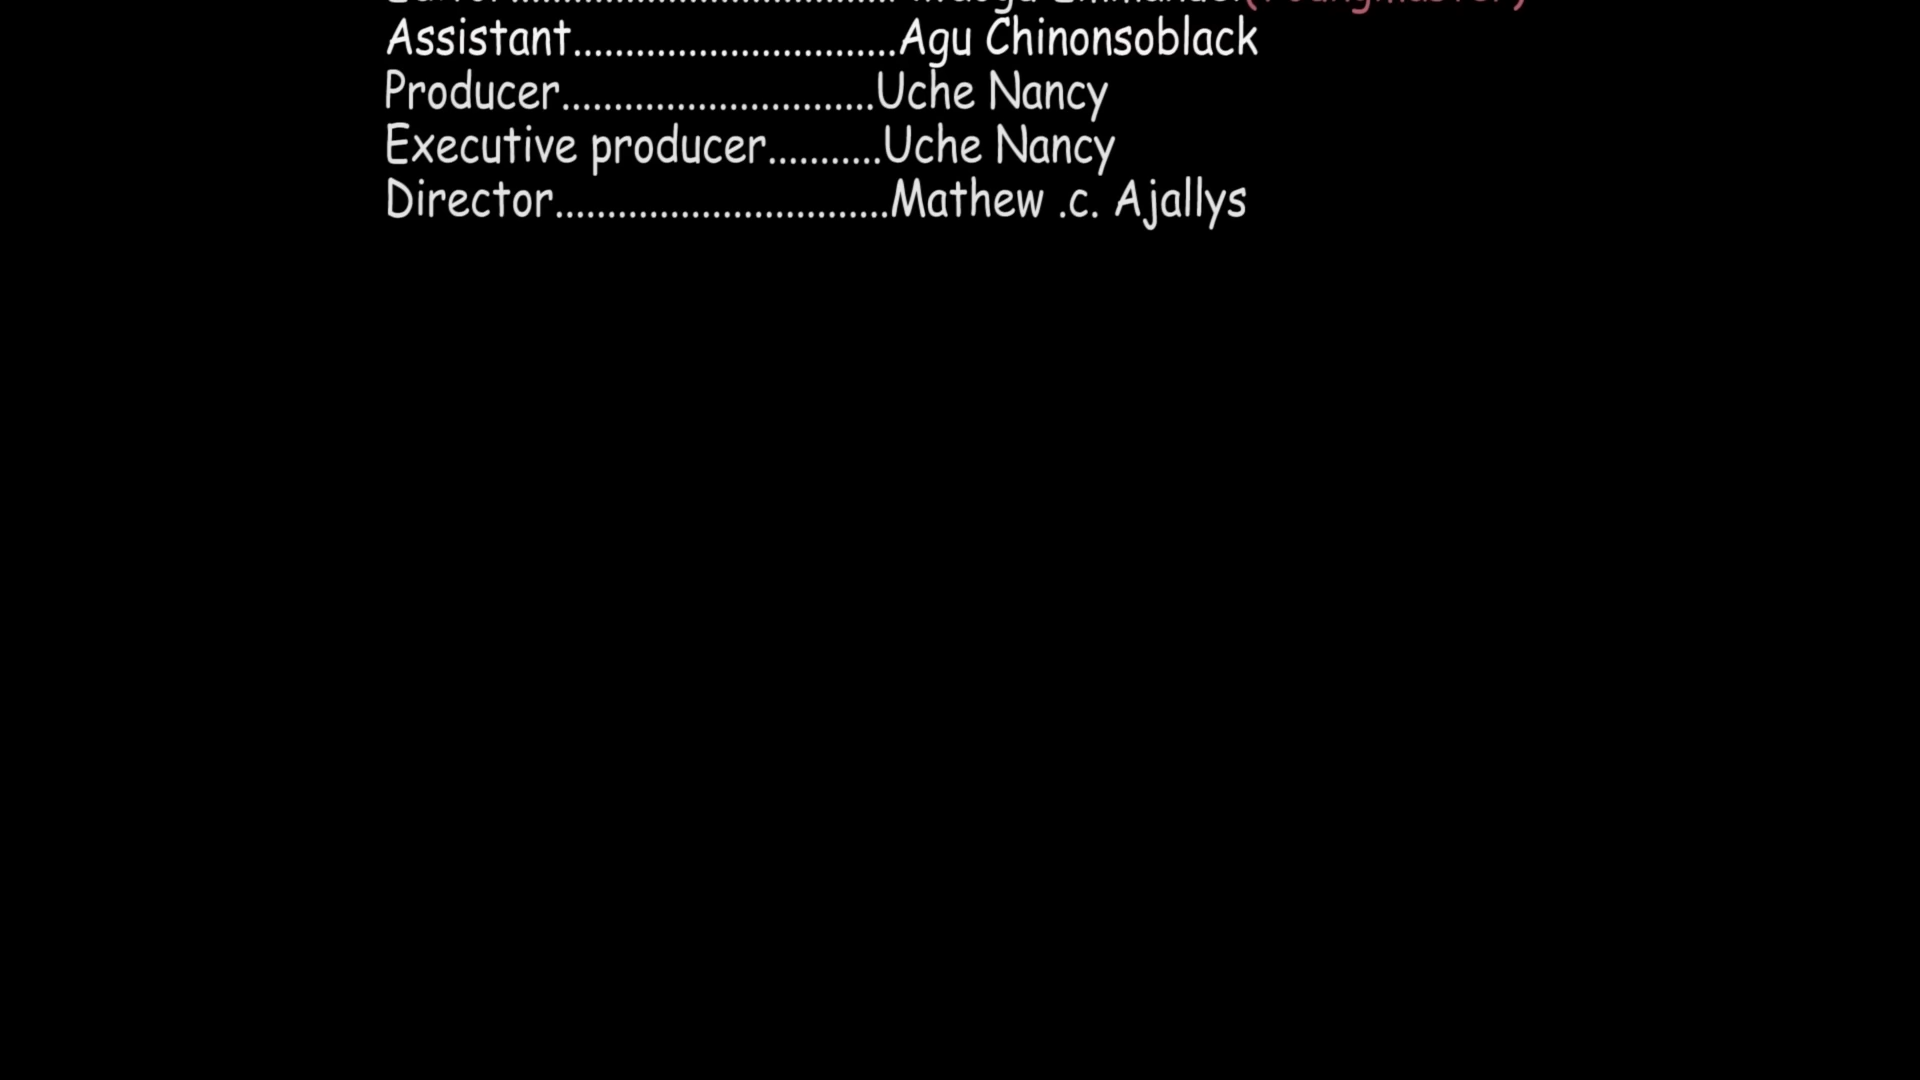 Assistant...............................Agu Chinonsoblack
Producer..............................Uche Nancy
Executive producer...........Uche Nancy
Director................................Mathew .c. Ajallys